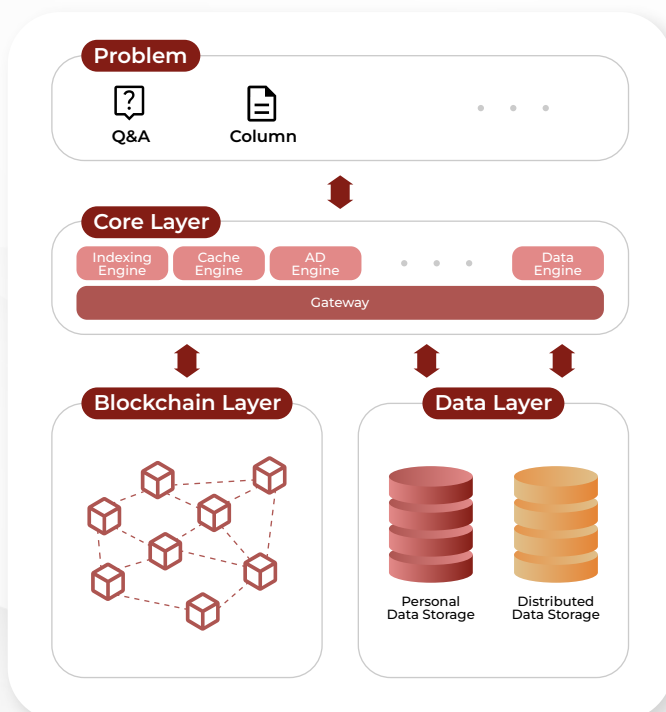 Problem
?
Q&A
Column
Core Layer
Indexing
Engine
Cache
Engine
AD
Engine
Data
Engine
Gateway
Blockchain Layer
Data Layer
Personal
Data Storage
Distributed
Data Storage